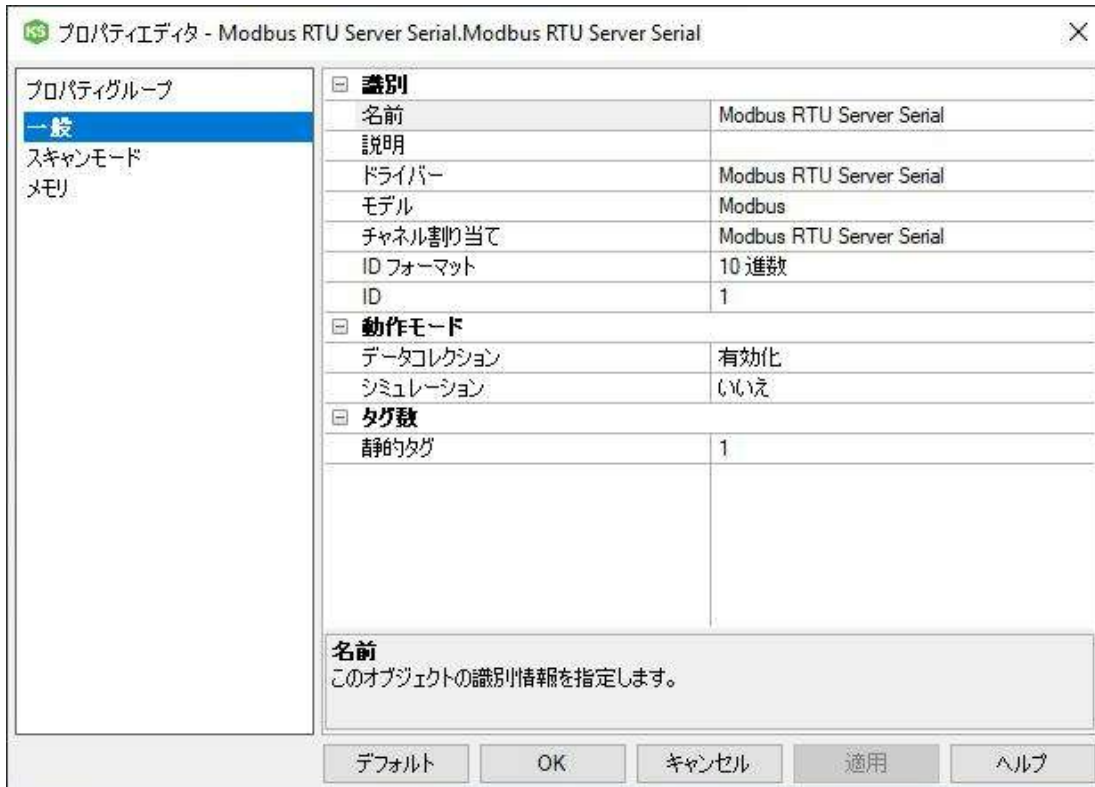 KS プロパティエディタ - Modbus RTU Server Serial.Modbus RTU Server Serial
プロパティグループ
一般
スキャンモード
メモリ
識別
名前 Modbus RTU Server Serial
説明
ドライバー Modbus RTU Server Serial
モデル Modbus
チャネル割り当て Modbus RTU Server Serial
ID フォーマット 10 進数
ID 1
動作モード
データコレクション 有効化
シミュレーション いいえ
タグ数
静的タグ 1
名前
このオブジェクトの識別情報を指定します。
デフォルト OK キャンセル 適用 ヘルプ